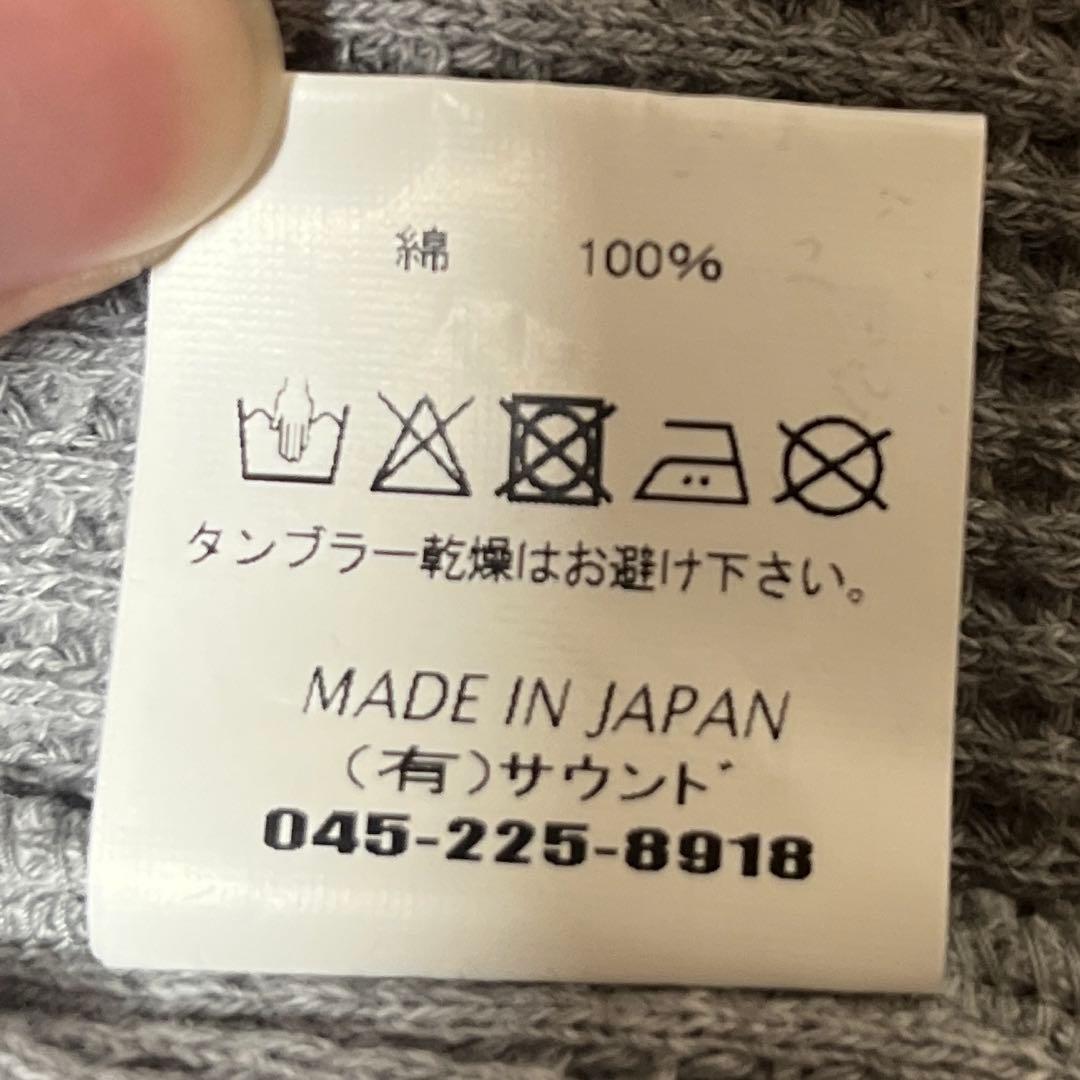 綿 100%
タンブラー乾燥はお避け下さい。
MADE IN JAPAN
(有)サウンド
045-225-8918